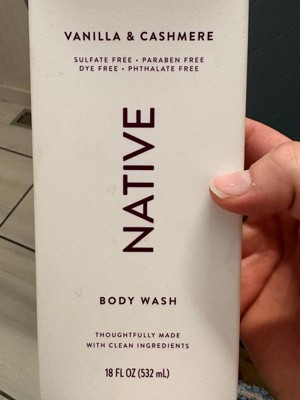 VANILLA & CASHMERE
SULFATE FREE • PARABEN FREE
DYE FREE • PHTHALATE FREE
NATIVE
BODY WASH
THOUGHTFULLY MADE
WITH CLEAN INGREDIENTS
18 FL OZ (532 mL)